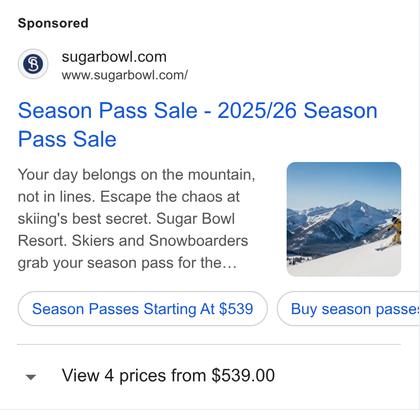 Sponsored
sugarbowl.com
www.sugarbowl.com/
Season Pass Sale - 2025/26 Season
Pass Sale
Your day belongs on the mountain,
not in lines. Escape the chaos at
skiing's best secret. Sugar Bowl
Resort. Skiers and Snowboarders
grab your season pass for the…
Season Passes Starting At $539
Buy season passes
View 4 prices from $539.00